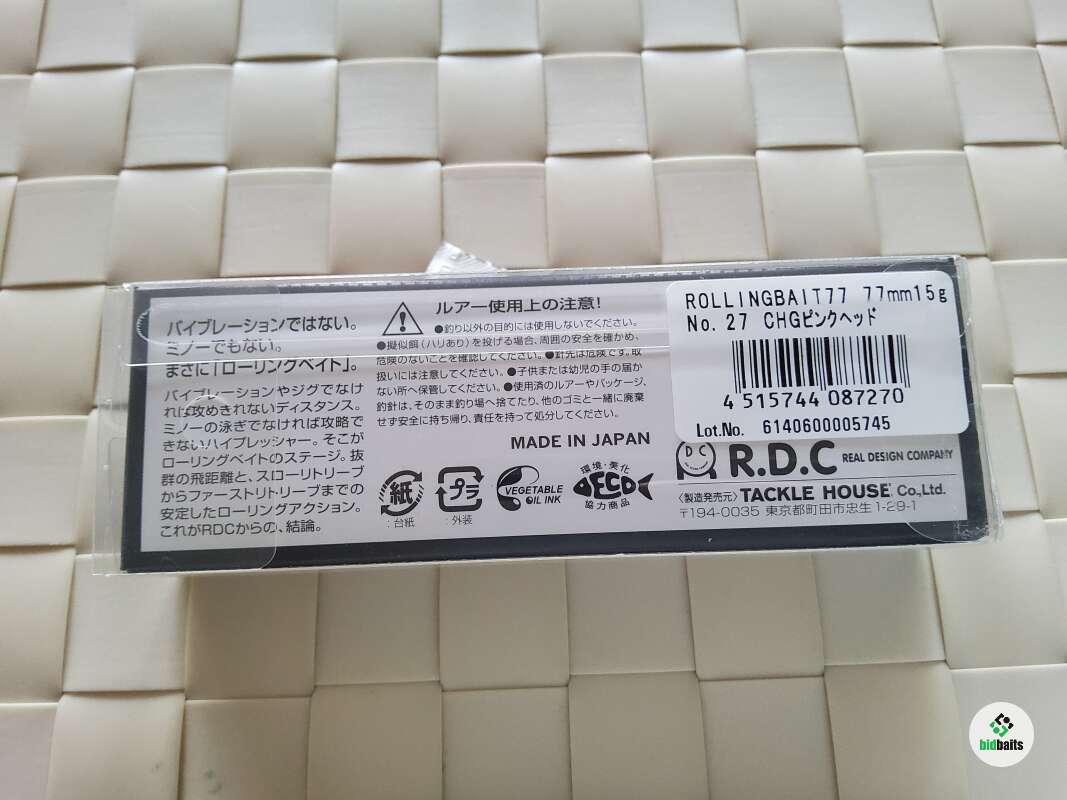 バイブレーションではない。
ミノーでもない。
まさに「ローリングベイト」。
バイブレーションやジグでなけ
れば攻めきれないディスタンス。
ミノーの泳ぎでなければ攻略で
きないハイプレッシャー。そこが
ローリングベイトのステージ。抜
群の飛距離と、スローリトリーブ
からファーストリトリーブまでの
安定したローリングアクション。
これがRDCからの、結論。
ルアー使用上の注意!
●釣り以外の目的には使用しないでください。
●擬似餌(ハリあり)を投げる場合、周囲の安全を確かめ、
危険のないことを確認してください。●針先は危険です。取
扱いには注意してください。●子供または幼児の手の届か
ない所へ保管してください。●使用済のルアーやパッケージ、
釣針は、そのまま釣り場へ捨てたり、他のゴミと一緒に廃棄
せず安全に持ち帰り、責任を持って処分してください。
MADE IN JAPAN
紙
:台紙
プラ
:外装
VEGETABLE
OIL INK
環境・美化
ECO
協力商品
ROLLINGBAIT77 77mm15g
No. 27 CHGピンクヘッド
4 515744 087270
Lot.No. 6140600005745
R.D.C REAL DESIGN COMPANY
〈製造発売元〉 TACKLE HOUSE Co.,Ltd.
〒194-0035 東京都町田市忠生1-29-1
bidbaits